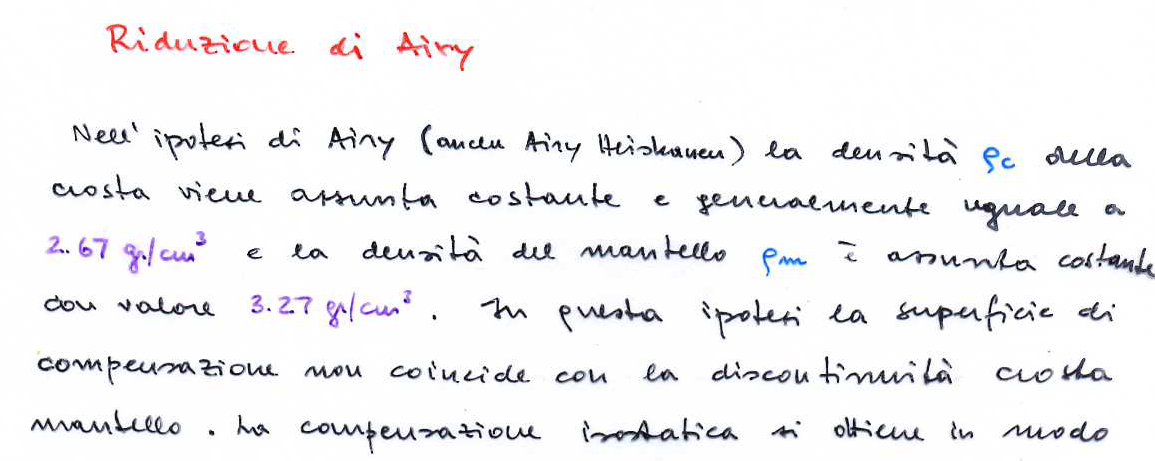 Riduzione di Airy
Nell' ipotesi di Airy (anche Airy Heiskanen) la densità ρc della
crosta viene assunta costante e generalmente uguale a
2.67 gr/cm³ e la densità del mantello ρm è assunta costante
con valore 3.27 gr/cm³. In questa ipotesi la superficie di
compensazione non coincide con la discontinuità crosta
mantello. La compensazione isostatica si ottiene in modo